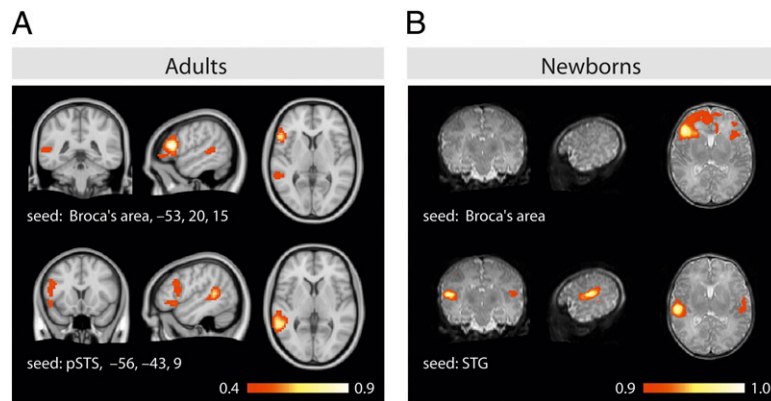 A
Adults
seed: Broca's area, –53, 20, 15
seed: pSTS, –56, –43, 9
0.4 0.9
B
Newborns
seed: Broca's area
seed: STG
0.9 1.0